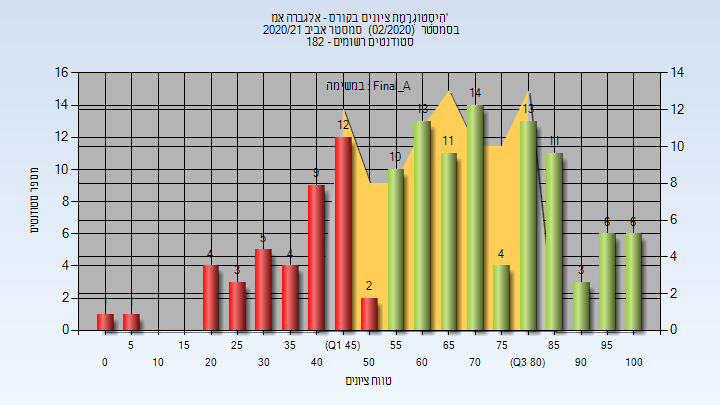 היסטוגרמת ציונים בקורס - אלגברה אמ'
בסמסטר (02/2020) סמסטר אביב 2020/21
סטודנטים רשומים - 182
במשימה : Final_A
מספר סטודנטים
16 14 12 10 8 6 4 2 0
14 12 10 8 6 4 2 0
4 3 5 4 9 12 2 10 13 11 14 4 13 11 3 6 6
5 15 25 35 (Q1 45) 55 65 75 85 95
0 10 20 30 40 50 60 70 (Q3 80) 90 100
טווח ציונים